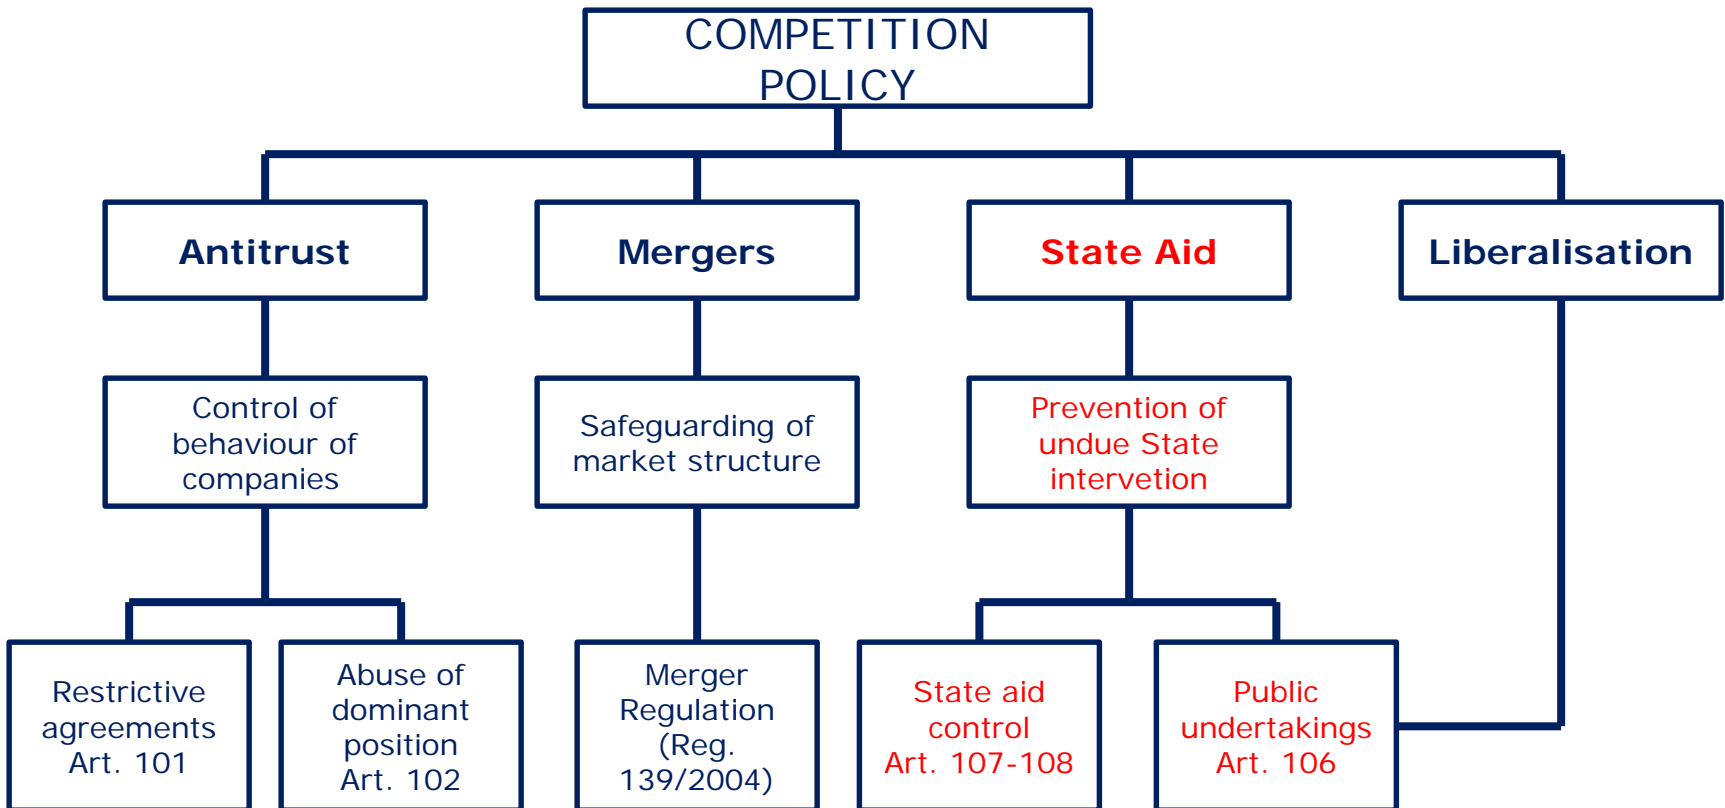 COMPETITION
POLICY
Antitrust
Mergers
State Aid
Liberalisation
Control of
behaviour of
companies
Safeguarding of
market structure
Prevention of
undue State
intervetion
Restrictive
agreements
Art. 101
Abuse of
dominant
position
Art. 102
Merger
Regulation
(Reg.
139/2004)
State aid
control
Art. 107-108
Public
undertakings
Art. 106